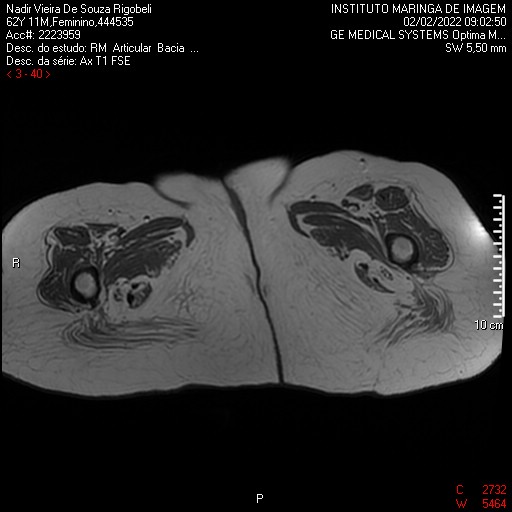 Nadir Vieira De Souza Rigobeli
62Y 11M,Feminino,444535
Acc#: 2223959
Desc. do estudo: RM Articular Bacia ...
Desc. da série: Ax T1 FSE
< 3 - 40 >
INSTITUTO MARINGA DE IMAGEM
02/02/2022 09:02:50
GE MEDICAL SYSTEMS Optima M...
SW 5,50 mm
R
10 cm
P
C 2732
W 5464